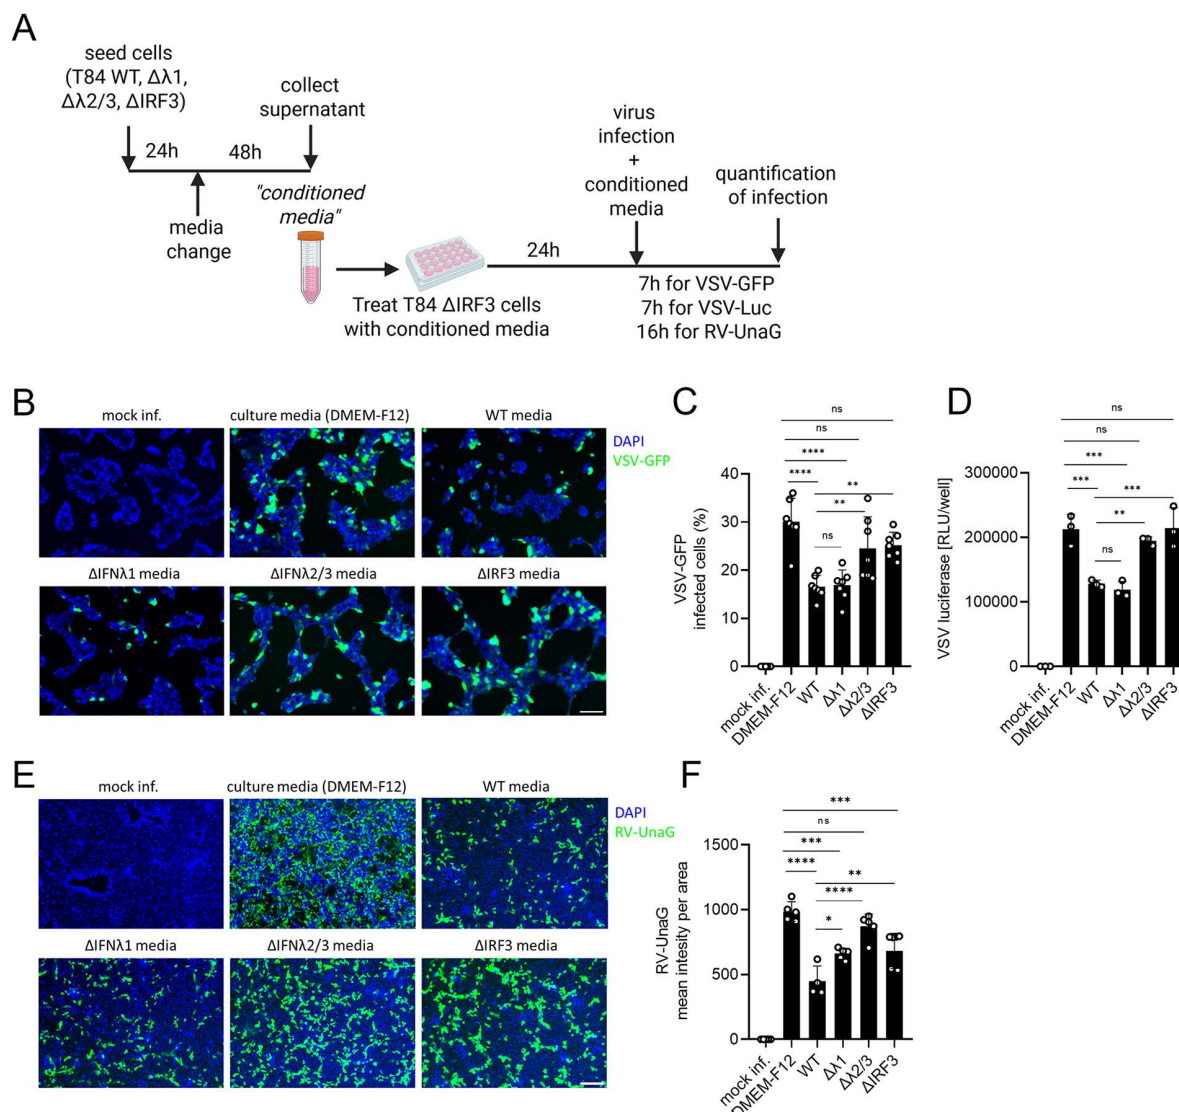 A
seed cells
(T84 WT, Δλ1,
Δλ2/3, ΔIRF3)
collect
supernatant
24h
48h
media
change
"conditioned
media"
Treat T84 ΔIRF3 cells
with conditioned media
24h
virus
infection
+
conditioned
media
quantification
of infection
7h for VSV-GFP
7h for VSV-Luc
16h for RV-UnaG
B
mock inf.
culture media (DMEM-F12)
WT media
DAPI
VSV-GFP
ΔIFNλ1 media
ΔIFNλ2/3 media
ΔIRF3 media
C
ns
ns
****
****
**
**
ns
40
30
20
10
0
VSV-GFP
infected cells (%)
mock inf.
DMEM-F12
WT
Δλ1
Δλ2/3
ΔIRF3
D
ns
ns
***
***
***
**
ns
300000
200000
100000
0
VSV luciferase [RLU/well]
mock inf.
DMEM-F12
WT
Δλ1
Δλ2/3
ΔIRF3
E
mock inf.
culture media (DMEM-F12)
WT media
DAPI
RV-UnaG
ΔIFNλ1 media
ΔIFNλ2/3 media
ΔIRF3 media
F
***
ns
***
****
**
****
*
1500
1000
500
0
RV-UnaG
mean intesity per area
mock inf.
DMEM-F12
WT
Δλ1
Δλ2/3
ΔIRF3